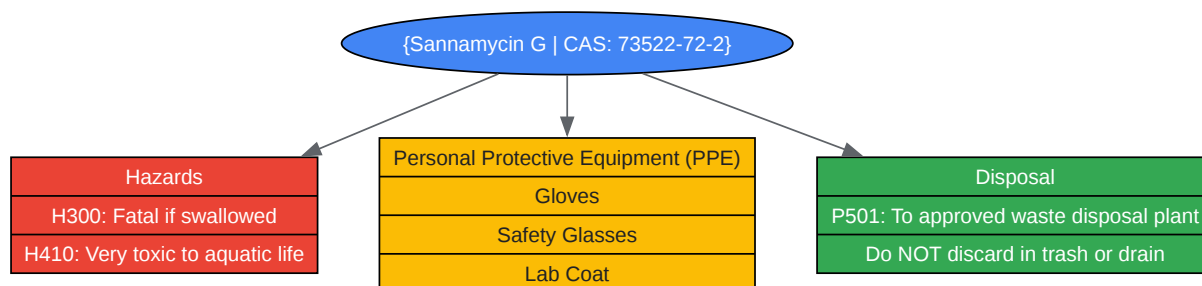 {Sannamycin G | CAS: 73522-72-2}
Hazards
H300: Fatal if swallowed
H410: Very toxic to aquatic life
Personal Protective Equipment (PPE)
Gloves
Safety Glasses
Lab Coat
Disposal
P501: To approved waste disposal plant
Do NOT discard in trash or drain